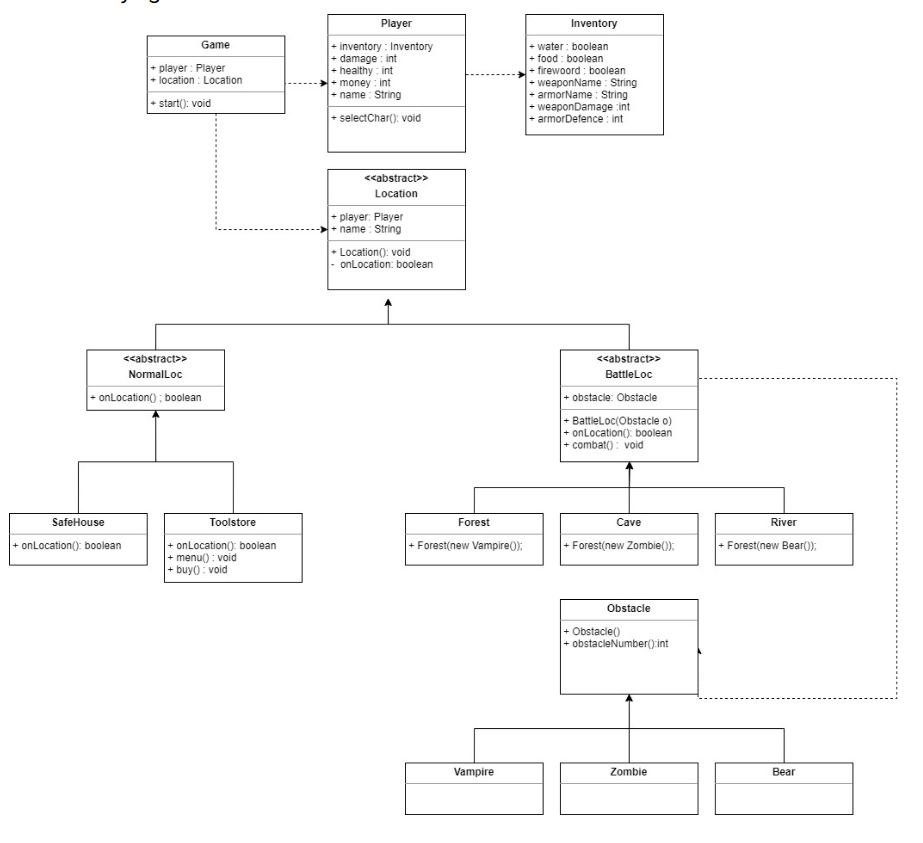 Game
+ player : Player
+ location : Location
+ start(): void
Player
+ inventory : Inventory
+ damage : int
+ healthy : int
+ money : int
+ name : String
+ selectChar(): void
Inventory
+ water : boolean
+ food : boolean
+ firewoord : boolean
+ weaponName : String
+ armorName : String
+ weaponDamage :int
+ armorDefence : int
<<abstract>>
Location
+ player: Player
+ name : String
+ Location(): void
- onLocation: boolean
<<abstract>>
NormalLoc
+ onLocation() ; boolean
<<abstract>>
BattleLoc
+ obstacle: Obstacle
+ BattleLoc(Obstacle o)
+ onLocation(): boolean
+ combat() : void
SafeHouse
+ onLocation(): boolean
Toolstore
+ onLocation(): boolean
+ menu() : void
+ buy() : void
Forest
+ Forest(new Vampire());
Cave
+ Forest(new Zombie());
River
+ Forest(new Bear());
Obstacle
+ Obstacle()
+ obstacleNumber():int
Vampire
Zombie
Bear